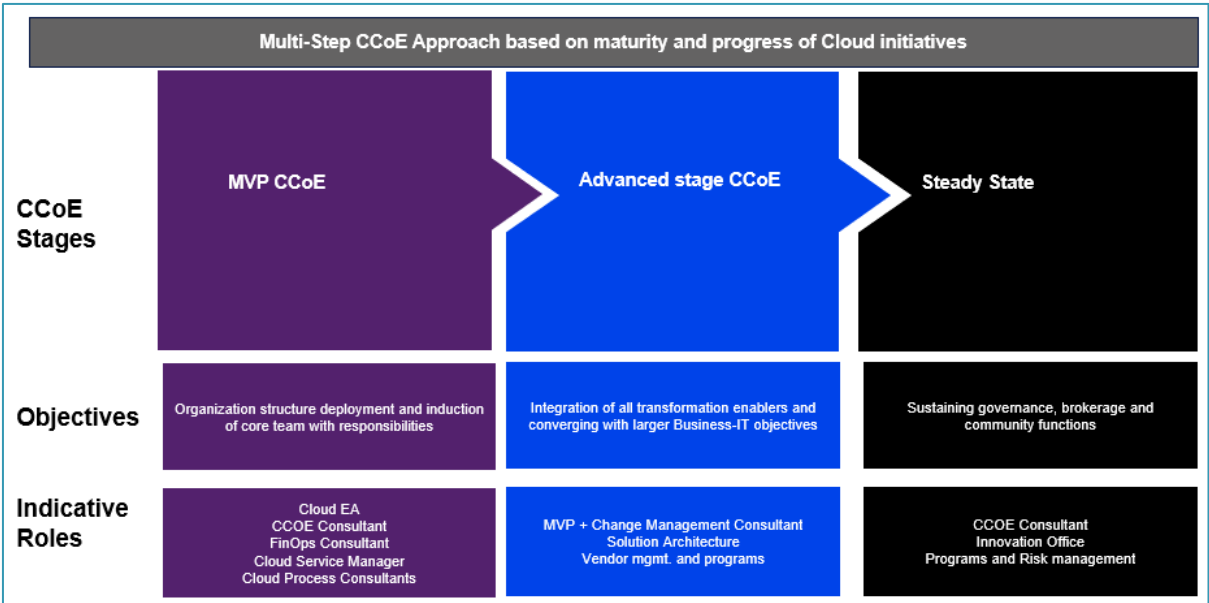 Multi-Step CCoE Approach based on maturity and progress of Cloud initiatives
CCoE
Stages
MVP CCoE
Advanced stage CCoE
Steady State
Objectives
Organization structure deployment and induction
of core team with responsibilities
Integration of all transformation enablers and
converging with larger Business-IT objectives
Sustaining governance, brokerage and
community functions
Indicative
Roles
Cloud EA
CCOE Consultant
FinOps Consultant
Cloud Service Manager
Cloud Process Consultants
MVP + Change Management Consultant
Solution Architecture
Vendor mgmt. and programs
CCOE Consultant
Innovation Office
Programs and Risk management